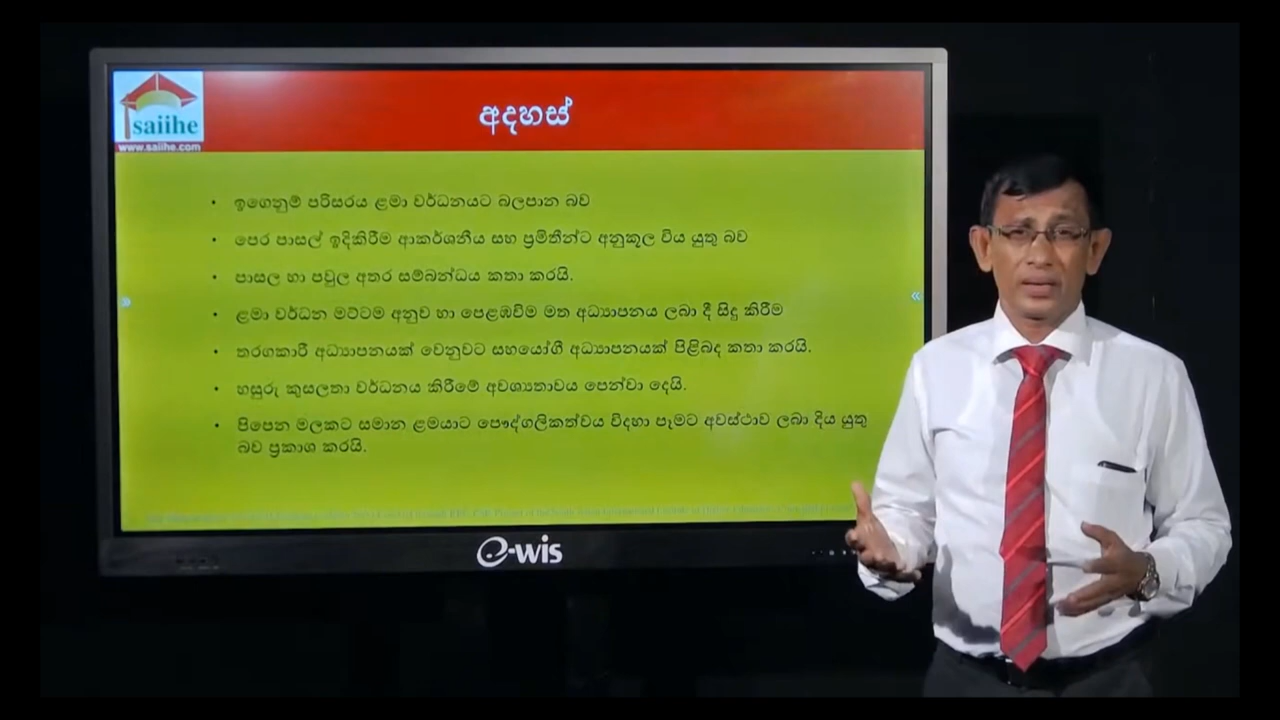 saiihe
www.saiihe.com
අදහස්
• ඉගෙනුම් පරිසරය ළමා වර්ධනයට බලපාන බව
• පෙර පාසල් ඉදිකිරීම ආකර්ශනීය සහ ප්‍රමිතීන්ට අනුකූල විය යුතු බව
• පාසල හා පවුල අතර සම්බන්ධය කතා කරයි.
• ළමා වර්ධන මට්ටම අනුව හා පෙළඹවීම මත අධ්‍යාපනය ලබා දී සිදු කිරීම
• තරගකාරී අධ්‍යාපනයක් වෙනුවට සහයෝගී අධ්‍යාපනයක් පිළිබද කතා කරයි.
• හසුරු කුසලතා වර්ධනය කිරීමේ අවශ්‍යතාවය පෙන්වා දෙයි.
• පිපෙන මලකට සමාන ළමයාට පෞද්ගලිකත්වය විදහා පෑමට අවස්ථාව ලබා දිය යුතු
බව ප්‍රකාශ කරයි.
e-wis